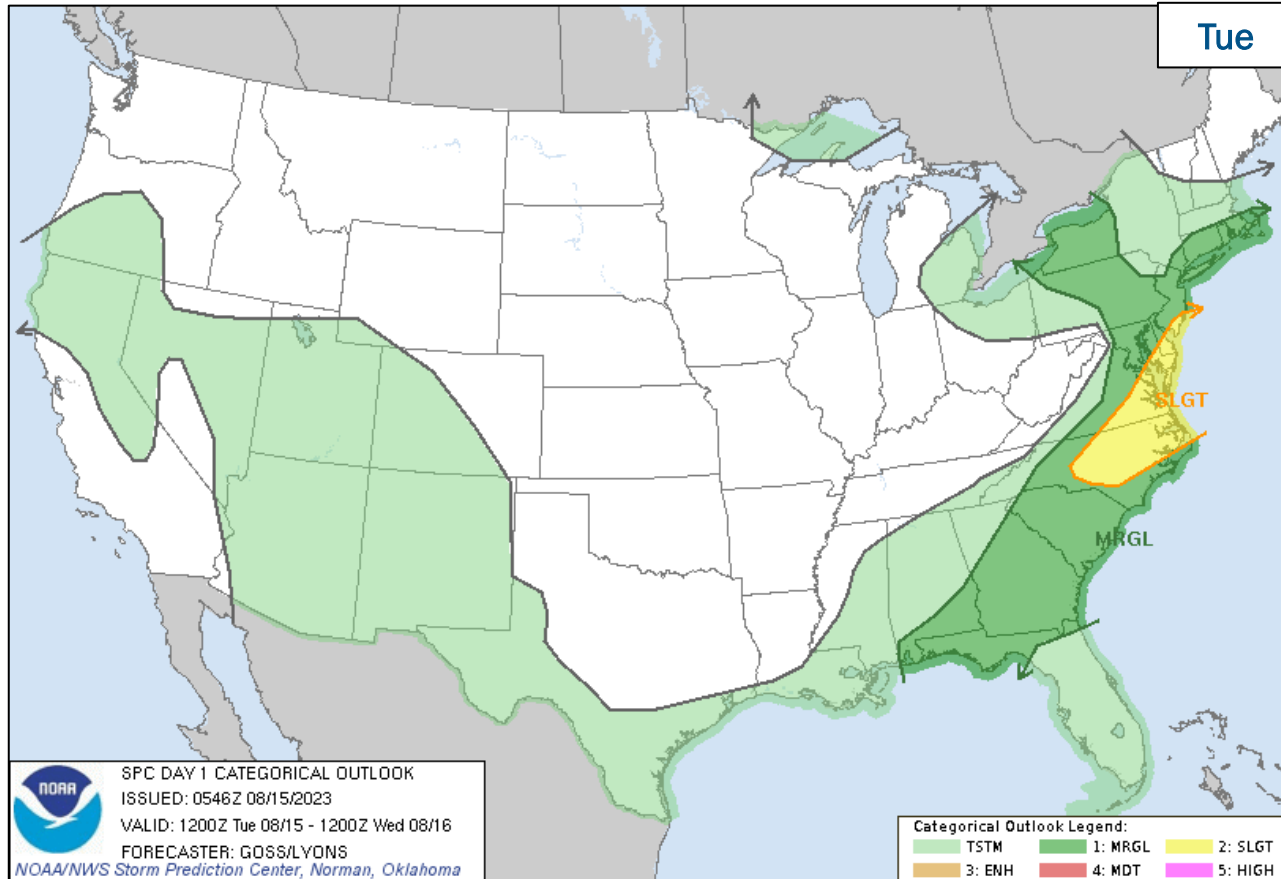 Tue
SLGT
MRGL
NOAA
SPC DAY 1 CATEGORICAL OUTLOOK
ISSUED: 0546Z 08/15/2023
VALID: 1200Z Tue 08/15 - 1200Z Wed 08/16
FORECASTER: GOSS/LYONS
NOAA/NWS Storm Prediction Center, Norman, Oklahoma
Categorical Outlook Legend:
TSTM 1: MRGL 2: SLGT
3: ENH 4: MDT 5: HIGH